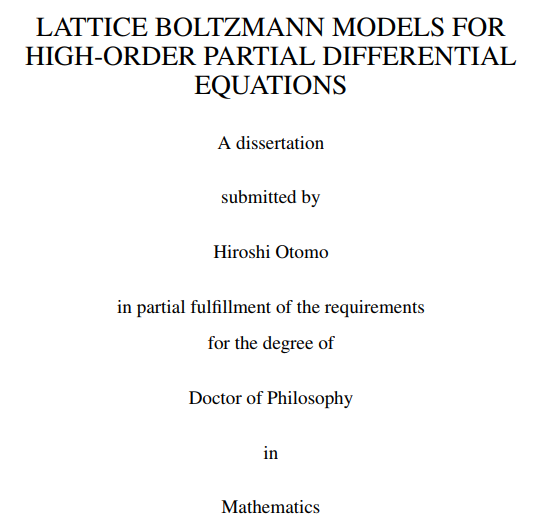 LATTICE BOLTZMANN MODELS FOR
HIGH-ORDER PARTIAL DIFFERENTIAL
EQUATIONS
A dissertation
submitted by
Hiroshi Otomo
in partial fulfillment of the requirements
for the degree of
Doctor of Philosophy
in
Mathematics